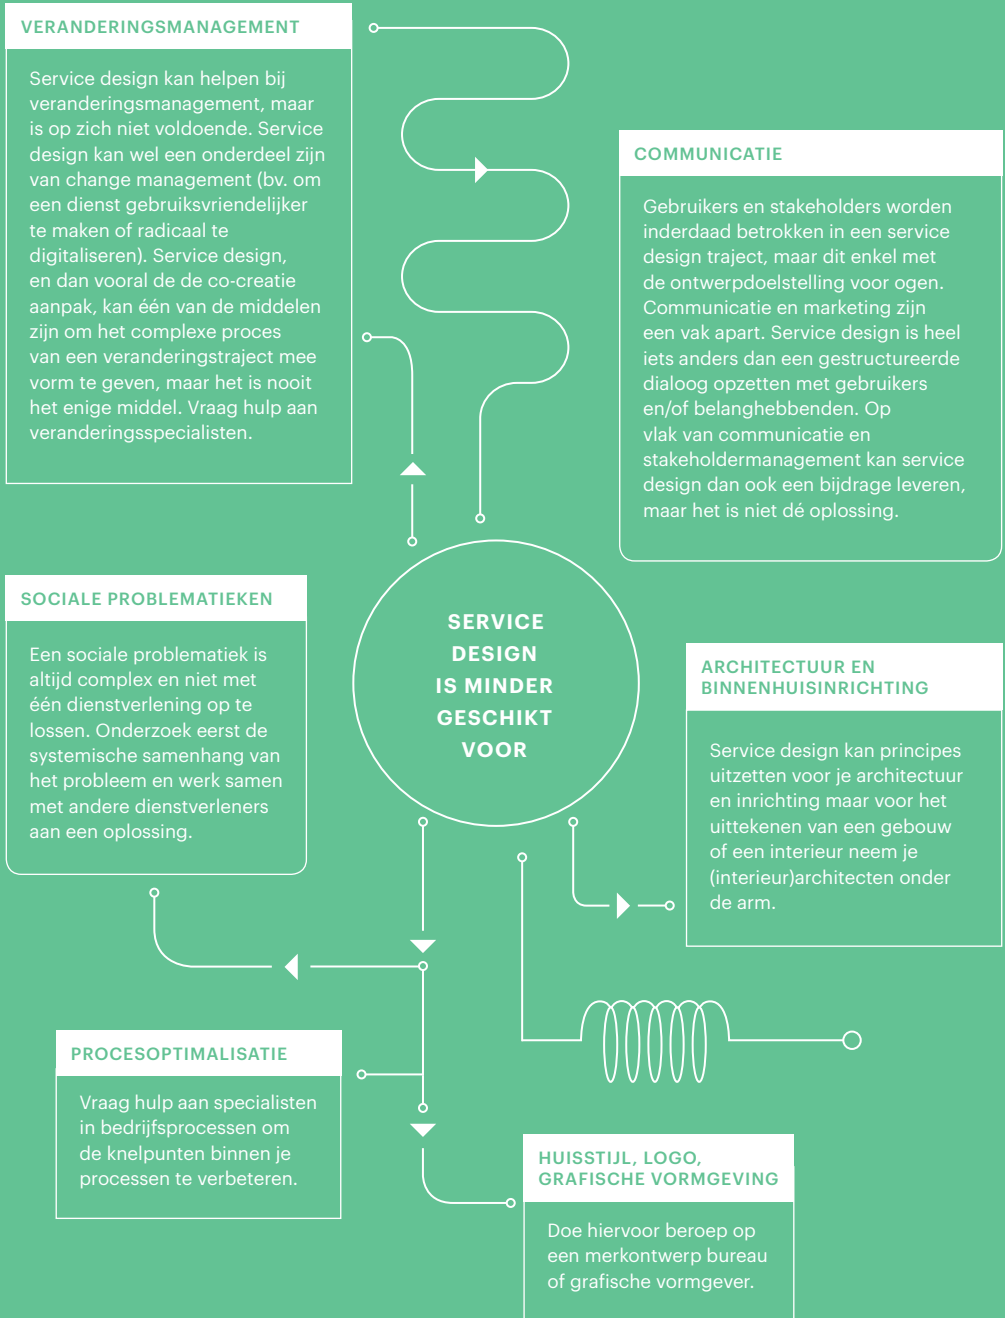 VERANDERINGSMANAGEMENT
Service design kan helpen bij
veranderingsmanagement, maar
is op zich niet voldoende. Service
design kan wel een onderdeel zijn
van change management (bv. om
een dienst gebruiksvriendelijker
te maken of radicaal te
digitaliseren). Service design,
en dan vooral de de co-creatie
aanpak, kan één van de middelen
zijn om het complexe proces
van een veranderingstraject mee
vorm te geven, maar het is nooit
het enige middel. Vraag hulp aan
veranderingsspecialisten.
COMMUNICATIE
Gebruikers en stakeholders worden
inderdaad betrokken in een service
design traject, maar dit enkel met
de ontwerpdoelstelling voor ogen.
Communicatie en marketing zijn
een vak apart. Service design is heel
iets anders dan een gestructureerde
dialoog opzetten met gebruikers
en/of belanghebbenden. Op
vlak van communicatie en
stakeholdermanagement kan service
design dan ook een bijdrage leveren,
maar het is niet dé oplossing.
SERVICE
DESIGN
IS MINDER
GESCHIKT
VOOR
SOCIALE PROBLEMATIEKEN
Een sociale problematiek is
altijd complex en niet met
één dienstverlening op te
lossen. Onderzoek eerst de
systemische samenhang van
het probleem en werk samen
met andere dienstverleners
aan een oplossing.
ARCHITECTUUR EN
BINNENHUISINRICHTING
Service design kan principes
uitzetten voor je architectuur
en inrichting maar voor het
uittekenen van een gebouw
of een interieur neem je
(interieur)architecten onder
de arm.
PROCESOPTIMALISATIE
Vraag hulp aan specialisten
in bedrijfsprocessen om
de knelpunten binnen je
processen te verbeteren.
HUISSTIJL, LOGO,
GRAFISCHE VORMGEVING
Doe hiervoor beroep op
een merkontwerp bureau
of grafische vormgever.